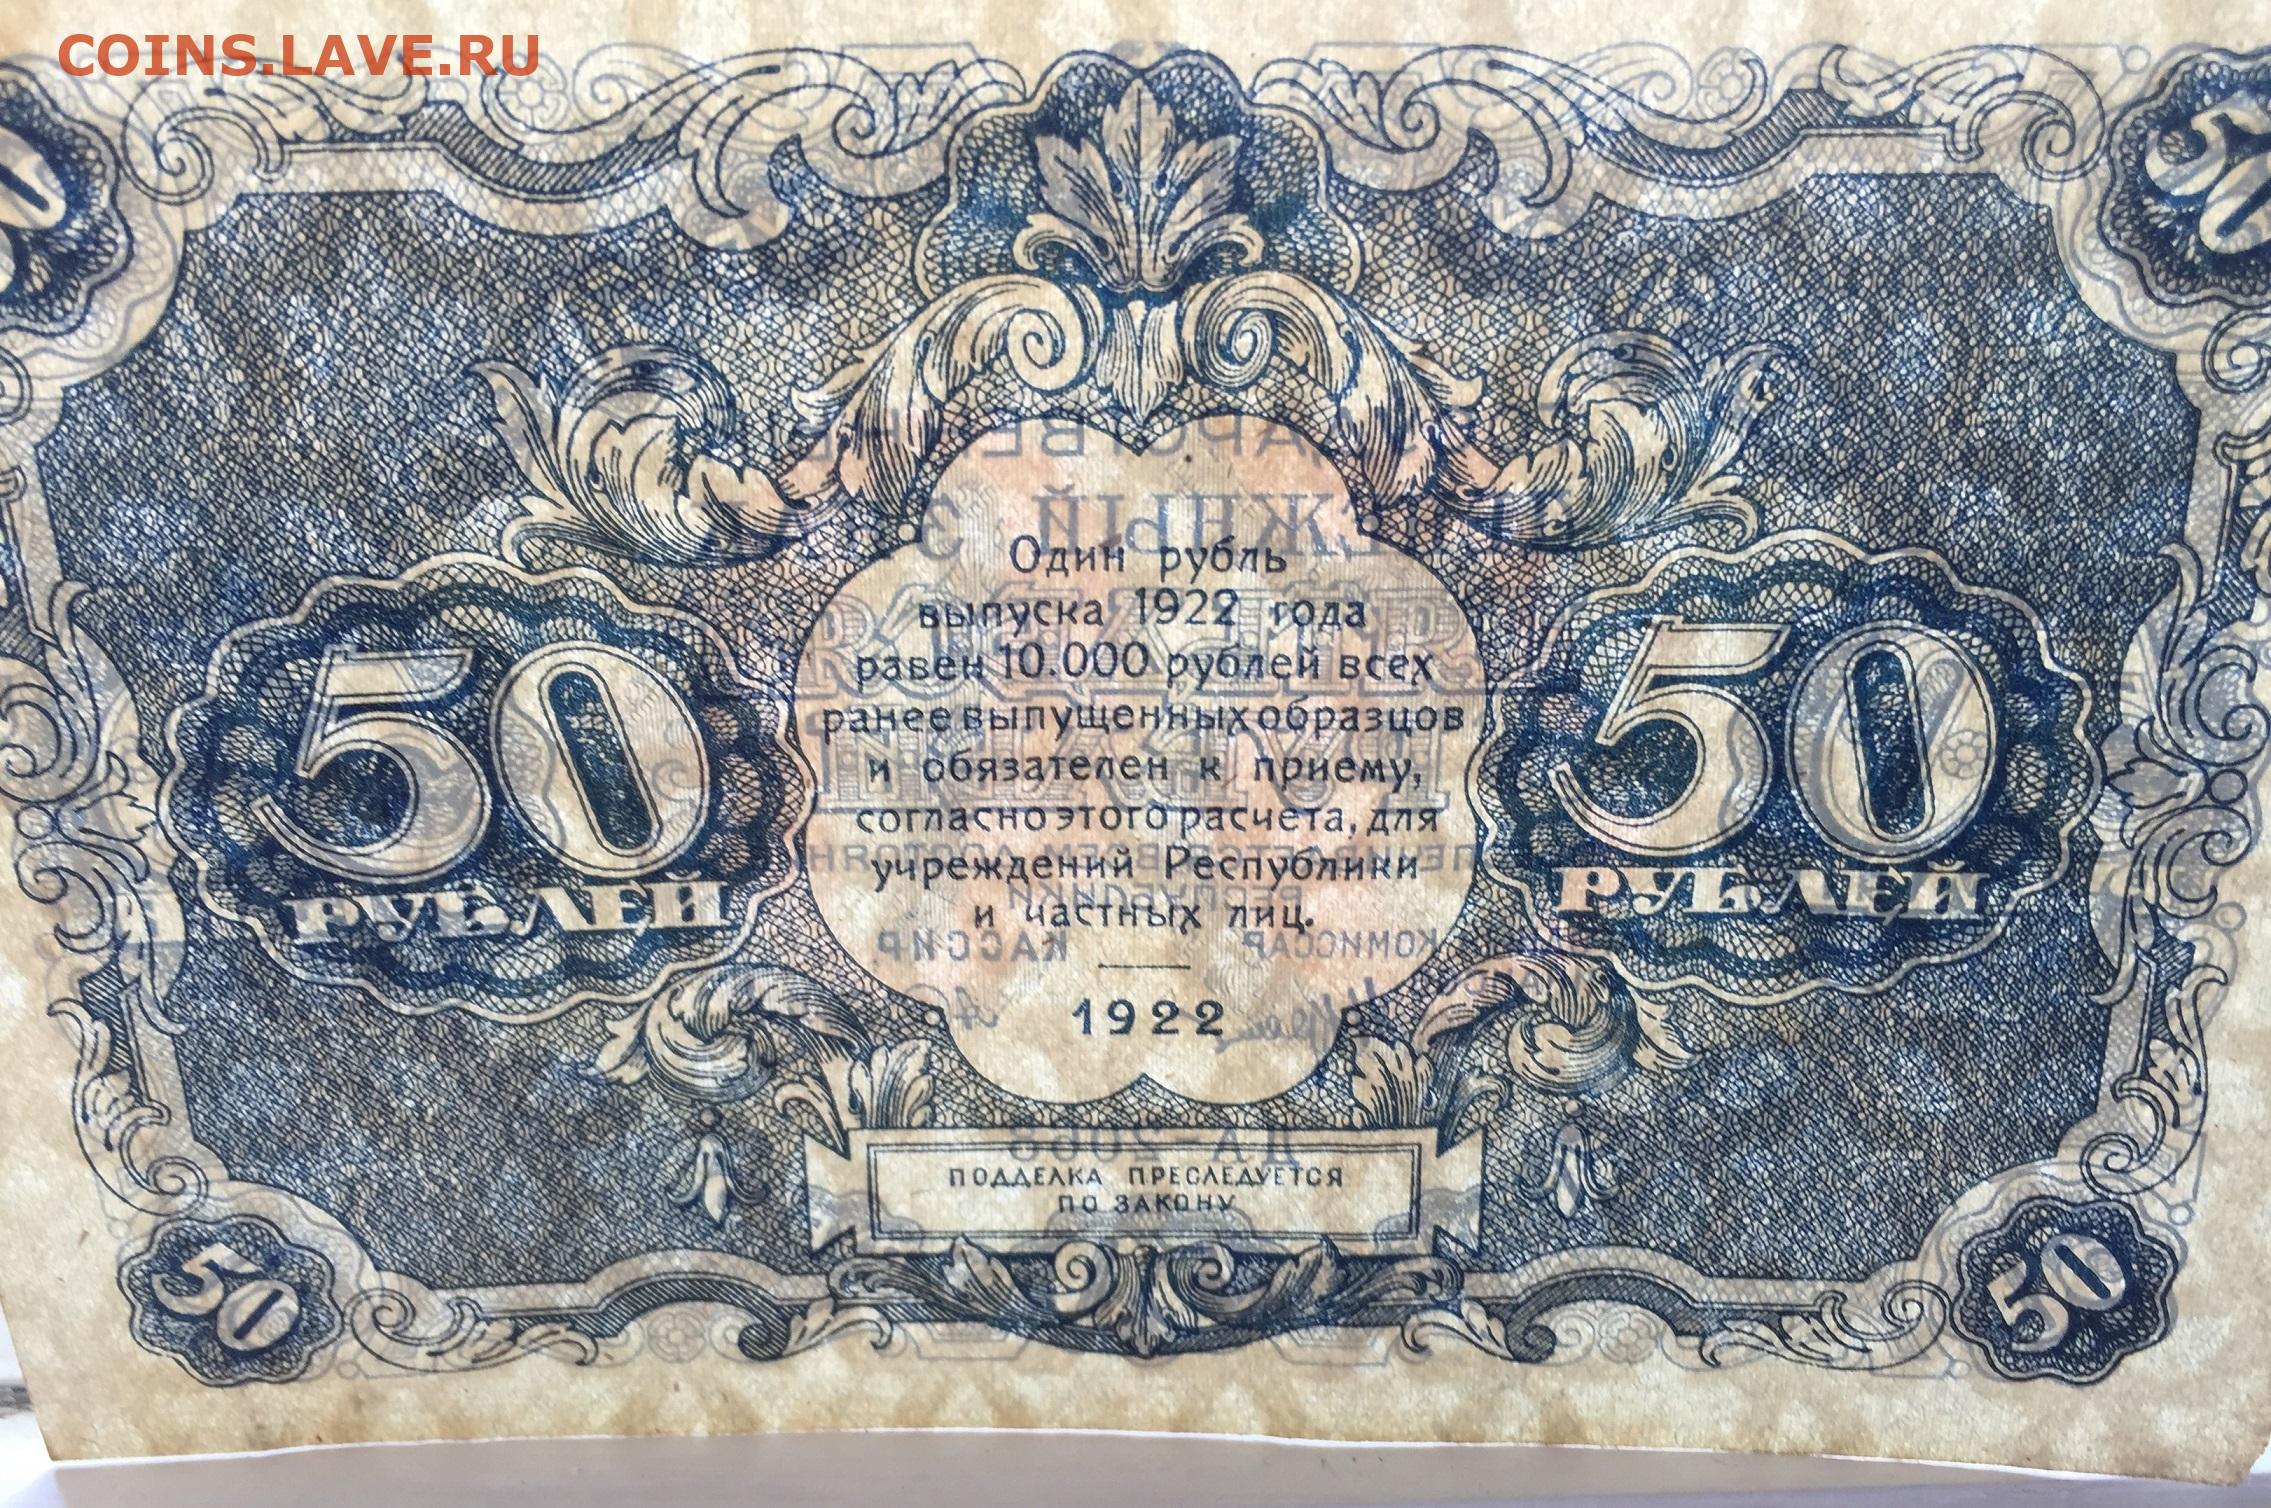 COINS.LAVE.RU
50
50
Один рубль
выпуска 1922 года
равен 10.000 рублей всех
ранее выпущенных образцов
и обязателен к приему,
согласно этого расчета, для
учреждений Республики
и частных лиц.
1922
50
РУБЛЕЙ
50
РУБЛЕЙ
ПОДДЕЛКА ПРЕСЛЕДУЕТСЯ
ПО ЗАКОНУ
50
50